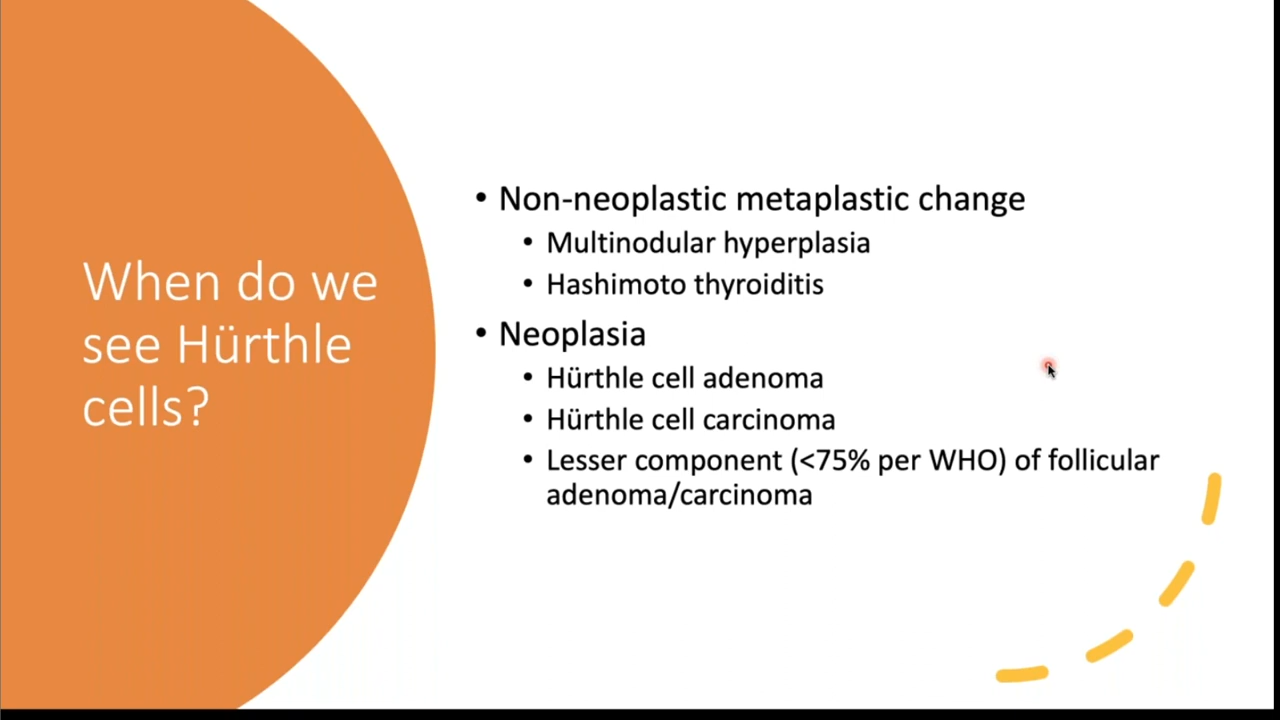 When do we
see Hürthle
cells?
• Non-neoplastic metaplastic change
• Multinodular hyperplasia
• Hashimoto thyroiditis
• Neoplasia
• Hürthle cell adenoma
• Hürthle cell carcinoma
• Lesser component (<75% per WHO) of follicular
adenoma/carcinoma